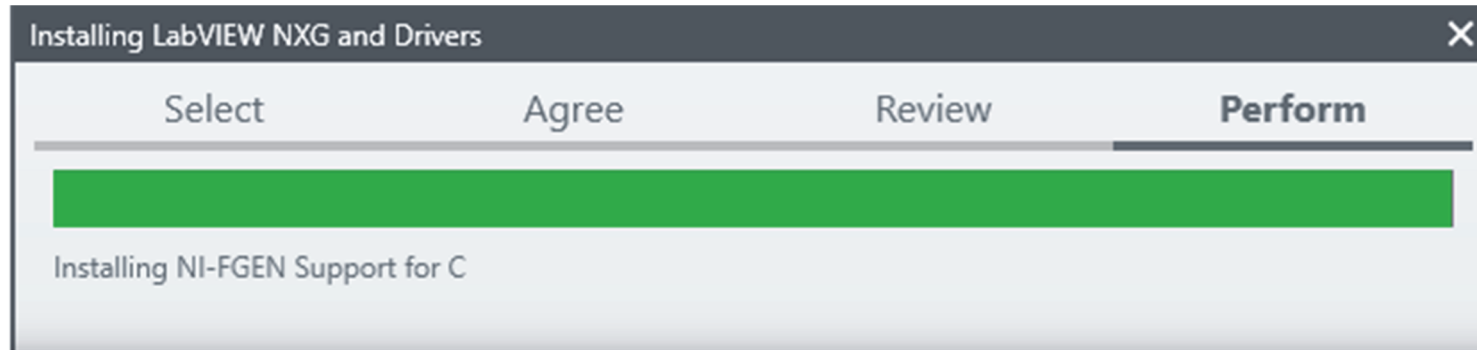 Installing LabVIEW NXG and Drivers
Select Agree Review Perform
Installing NI-FGEN Support for C